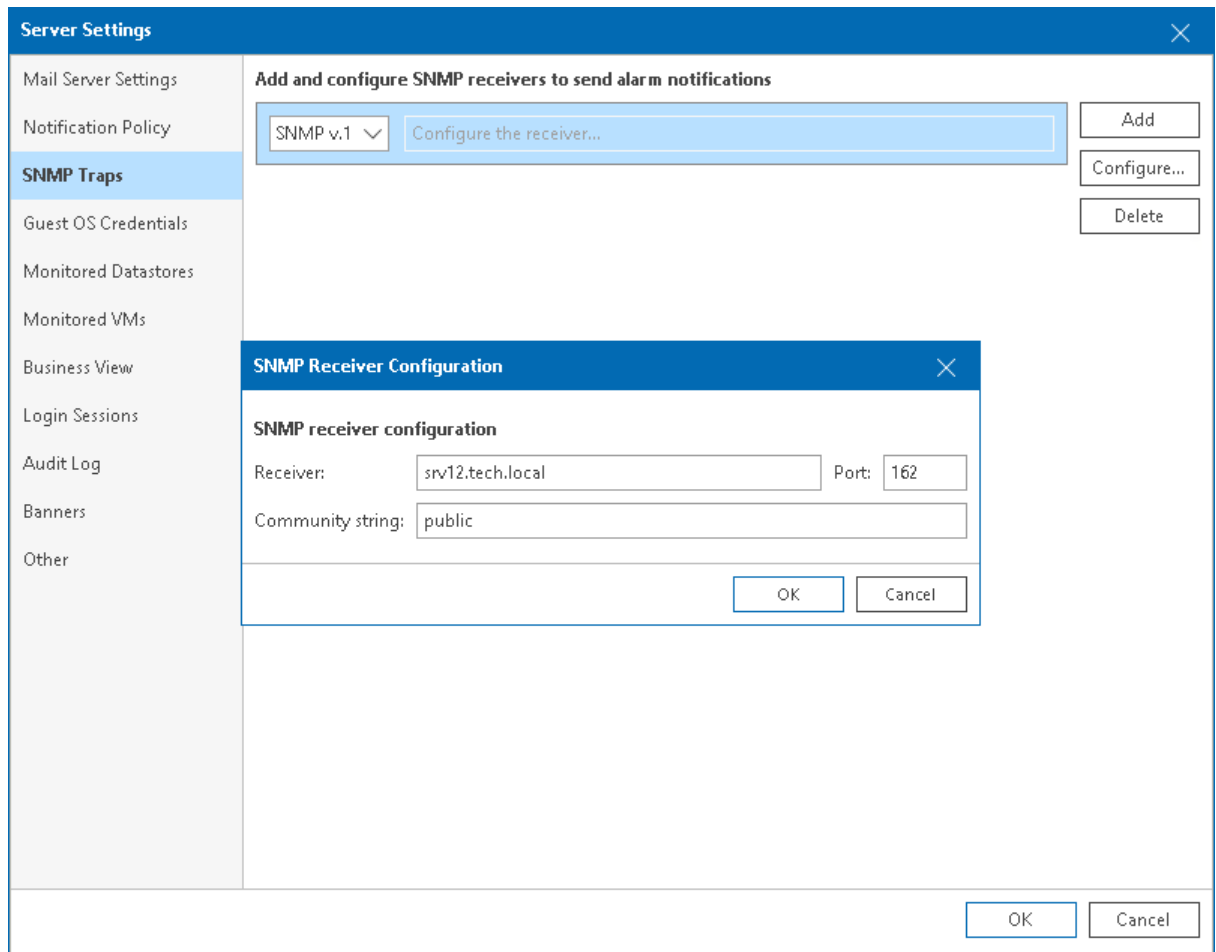 Server Settings
Mail Server Settings
Notification Policy
SNMP Traps
Guest OS Credentials
Monitored Datastores
Monitored VMs
Business View
Login Sessions
Audit Log
Banners
Other
Add and configure SNMP receivers to send alarm notifications
SNMP v.1 Configure the receiver...
Add
Configure...
Delete
SNMP Receiver Configuration
SNMP receiver configuration
Receiver: srv12.tech.local Port: 162
Community string: public
OK Cancel
OK Cancel